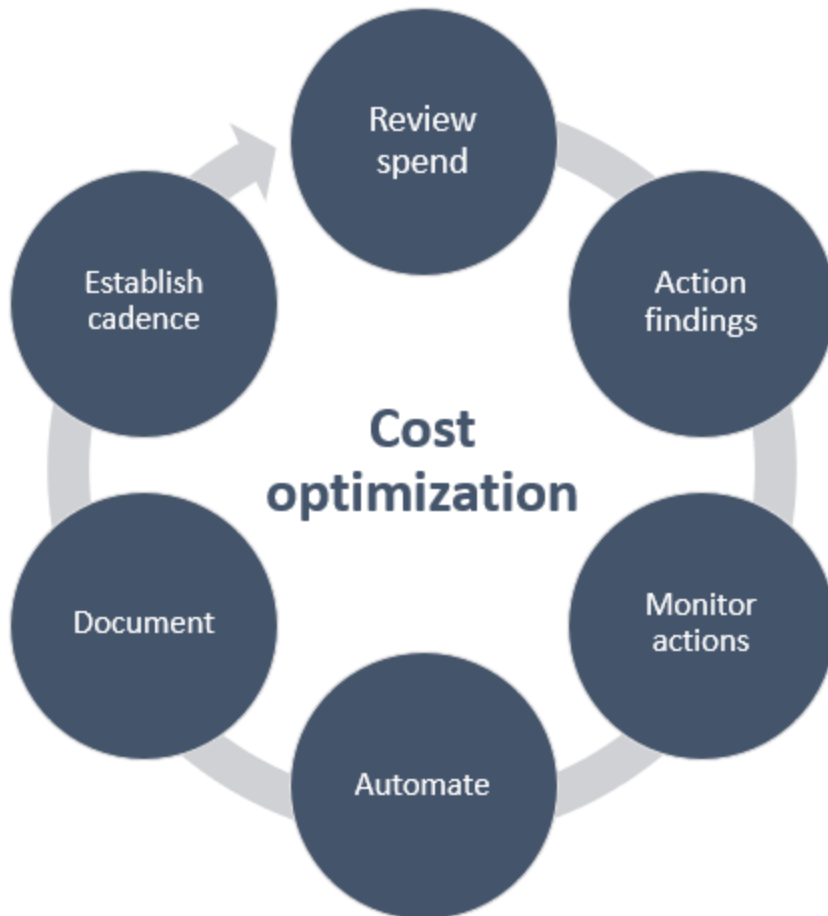 Review
spend
Action
findings
Monitor
actions
Automate
Document
Establish
cadence
Cost
optimization